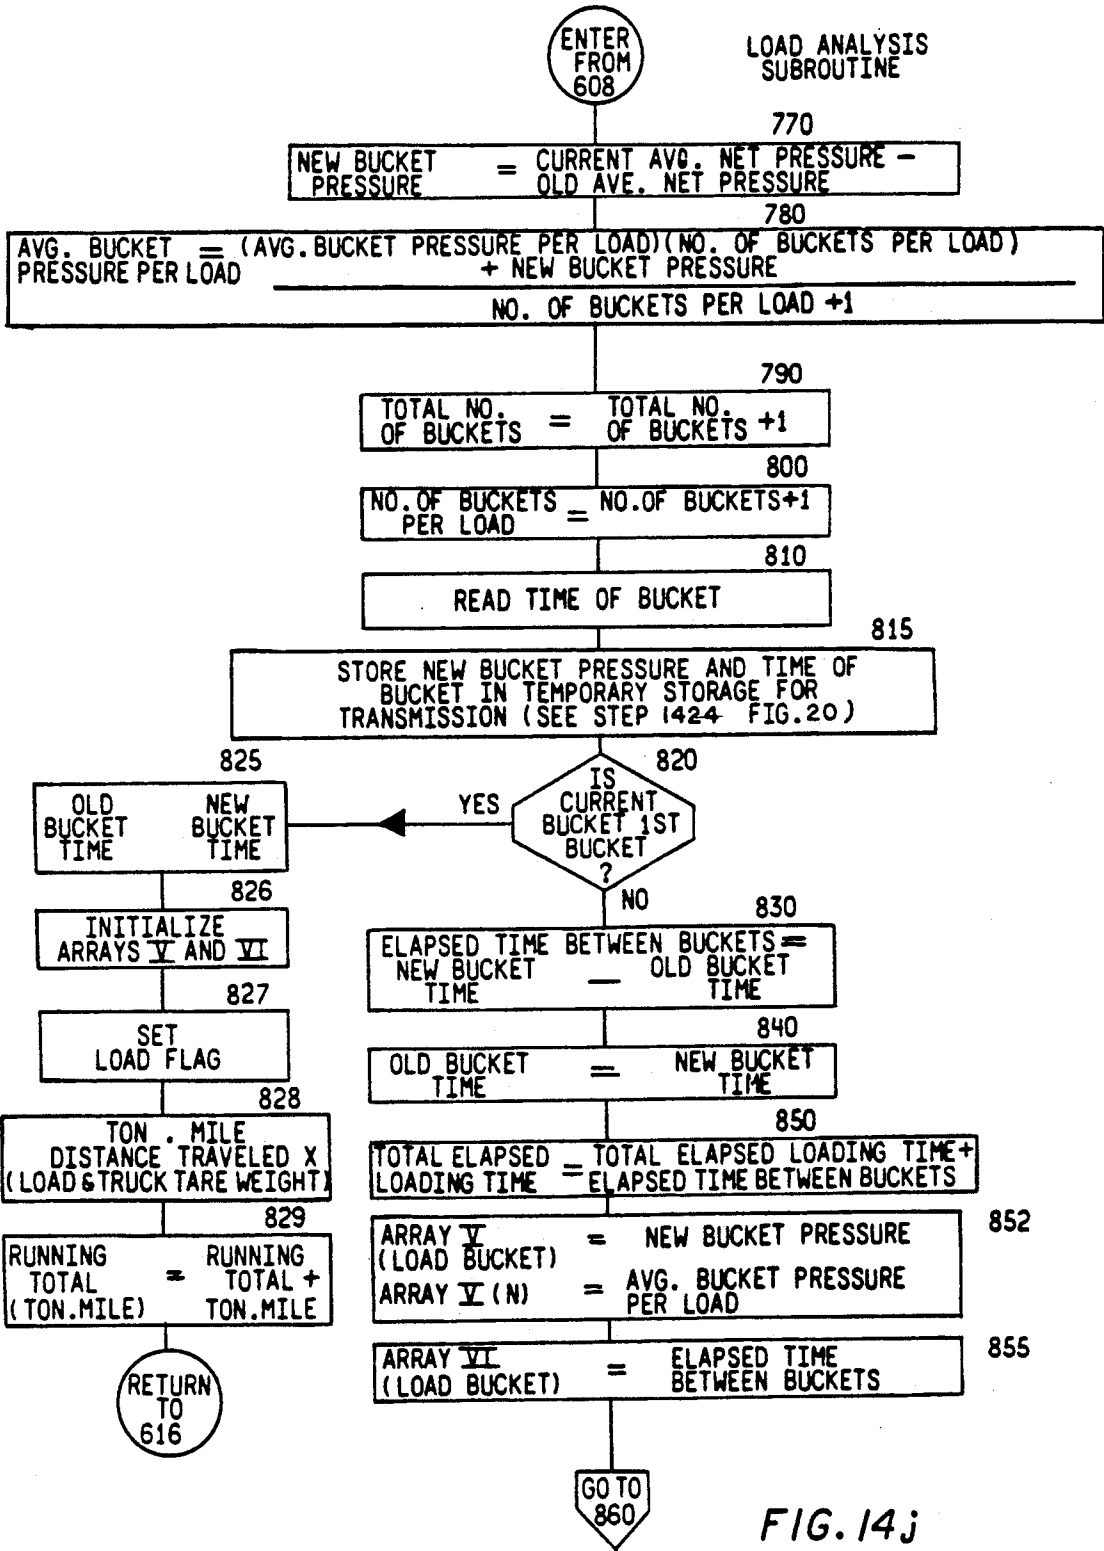 ENTER
FROM
608
LOAD ANALYSIS
SUBROUTINE
770
NEW BUCKET = CURRENT AVG. NET PRESSURE –
PRESSURE OLD AVE. NET PRESSURE
780
AVG. BUCKET = (AVG. BUCKET PRESSURE PER LOAD)(NO. OF BUCKETS PER LOAD)
PRESSURE PER LOAD + NEW BUCKET PRESSURE
NO. OF BUCKETS PER LOAD +1
790
TOTAL NO. = TOTAL NO.
OF BUCKETS OF BUCKETS +1
800
NO. OF BUCKETS = NO. OF BUCKETS+1
PER LOAD
810
READ TIME OF BUCKET
815
STORE NEW BUCKET PRESSURE AND TIME OF
BUCKET IN TEMPORARY STORAGE FOR
TRANSMISSION (SEE STEP 1424 FIG.20)
820
IS
CURRENT
BUCKET 1ST
BUCKET
?
YES
825
OLD NEW
BUCKET BUCKET
TIME TIME
826
INITIALIZE
ARRAYS V AND VI
827
SET
LOAD FLAG
828
TON . MILE
DISTANCE TRAVELED X
(LOAD & TRUCK TARE WEIGHT)
829
RUNNING RUNNING
TOTAL = TOTAL +
(TON.MILE) TON.MILE
RETURN
TO
616
NO
830
ELAPSED TIME BETWEEN BUCKETS =
NEW BUCKET — OLD BUCKET
TIME TIME
840
OLD BUCKET = NEW BUCKET
TIME TIME
850
TOTAL ELAPSED = TOTAL ELAPSED LOADING TIME +
LOADING TIME ELAPSED TIME BETWEEN BUCKETS
852
ARRAY V = NEW BUCKET PRESSURE
(LOAD BUCKET)
ARRAY V (N) = AVG. BUCKET PRESSURE
PER LOAD
855
ARRAY VI = ELAPSED TIME
(LOAD BUCKET) BETWEEN BUCKETS
GO TO
860
FIG. 14j